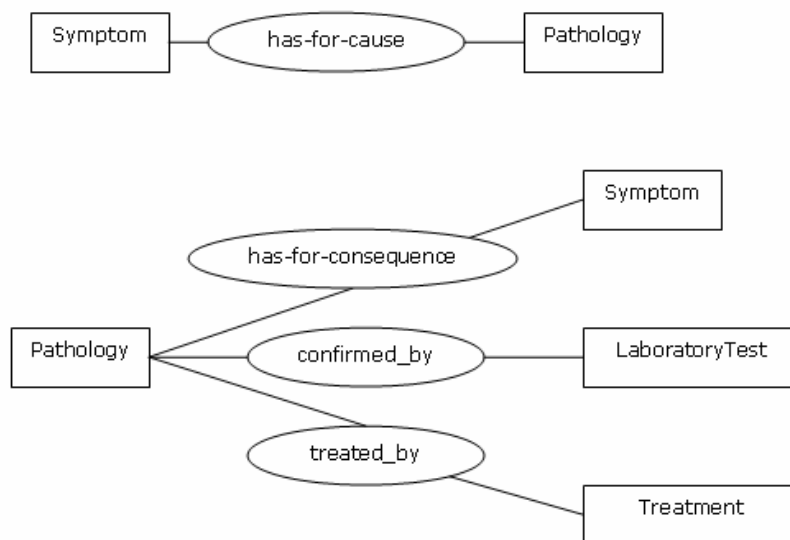 Symptom
has-for-cause
Pathology
Symptom
has-for-consequence
Pathology
confirmed_by
LaboratoryTest
treated_by
Treatment